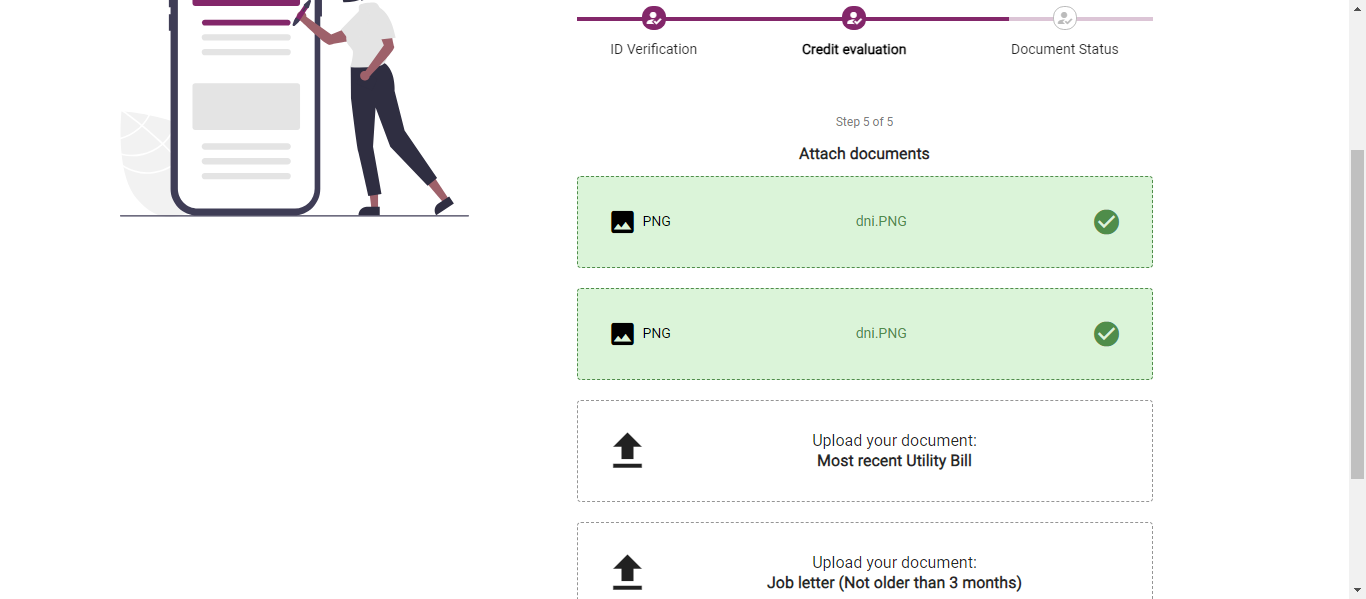 ID Verification
Credit evaluation
Document Status
Step 5 of 5
Attach documents
PNG
dni.PNG
PNG
dni.PNG
Upload your document:
Most recent Utility Bill
Upload your document:
Job letter (Not older than 3 months)